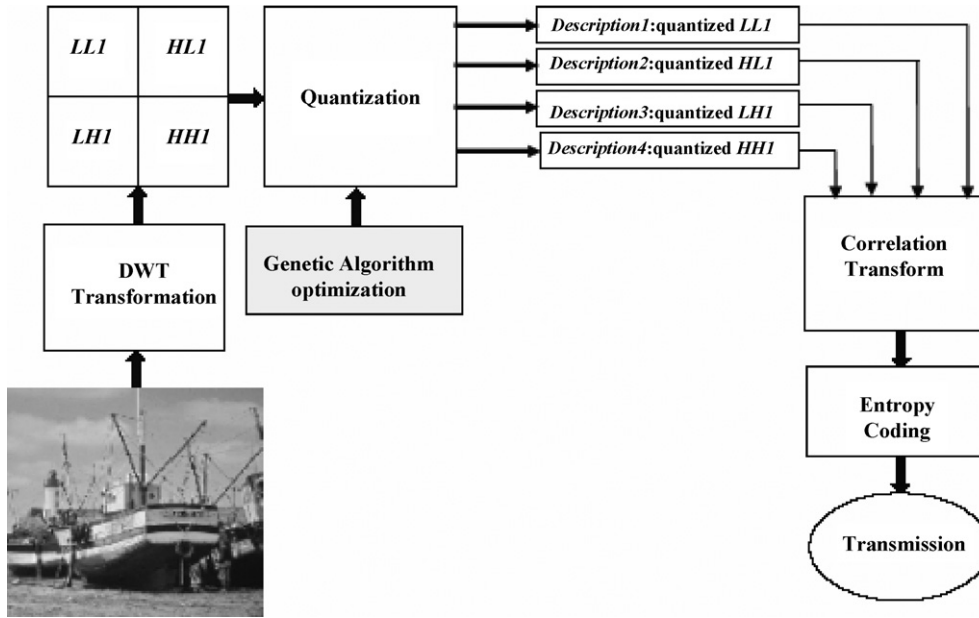 LL1
HL1
LH1
HH1
Quantization
Description1:quantized LL1
Description2:quantized HL1
Description3:quantized LH1
Description4:quantized HH1
DWT
Transformation
Genetic Algorithm
optimization
Correlation
Transform
Entropy
Coding
Transmission